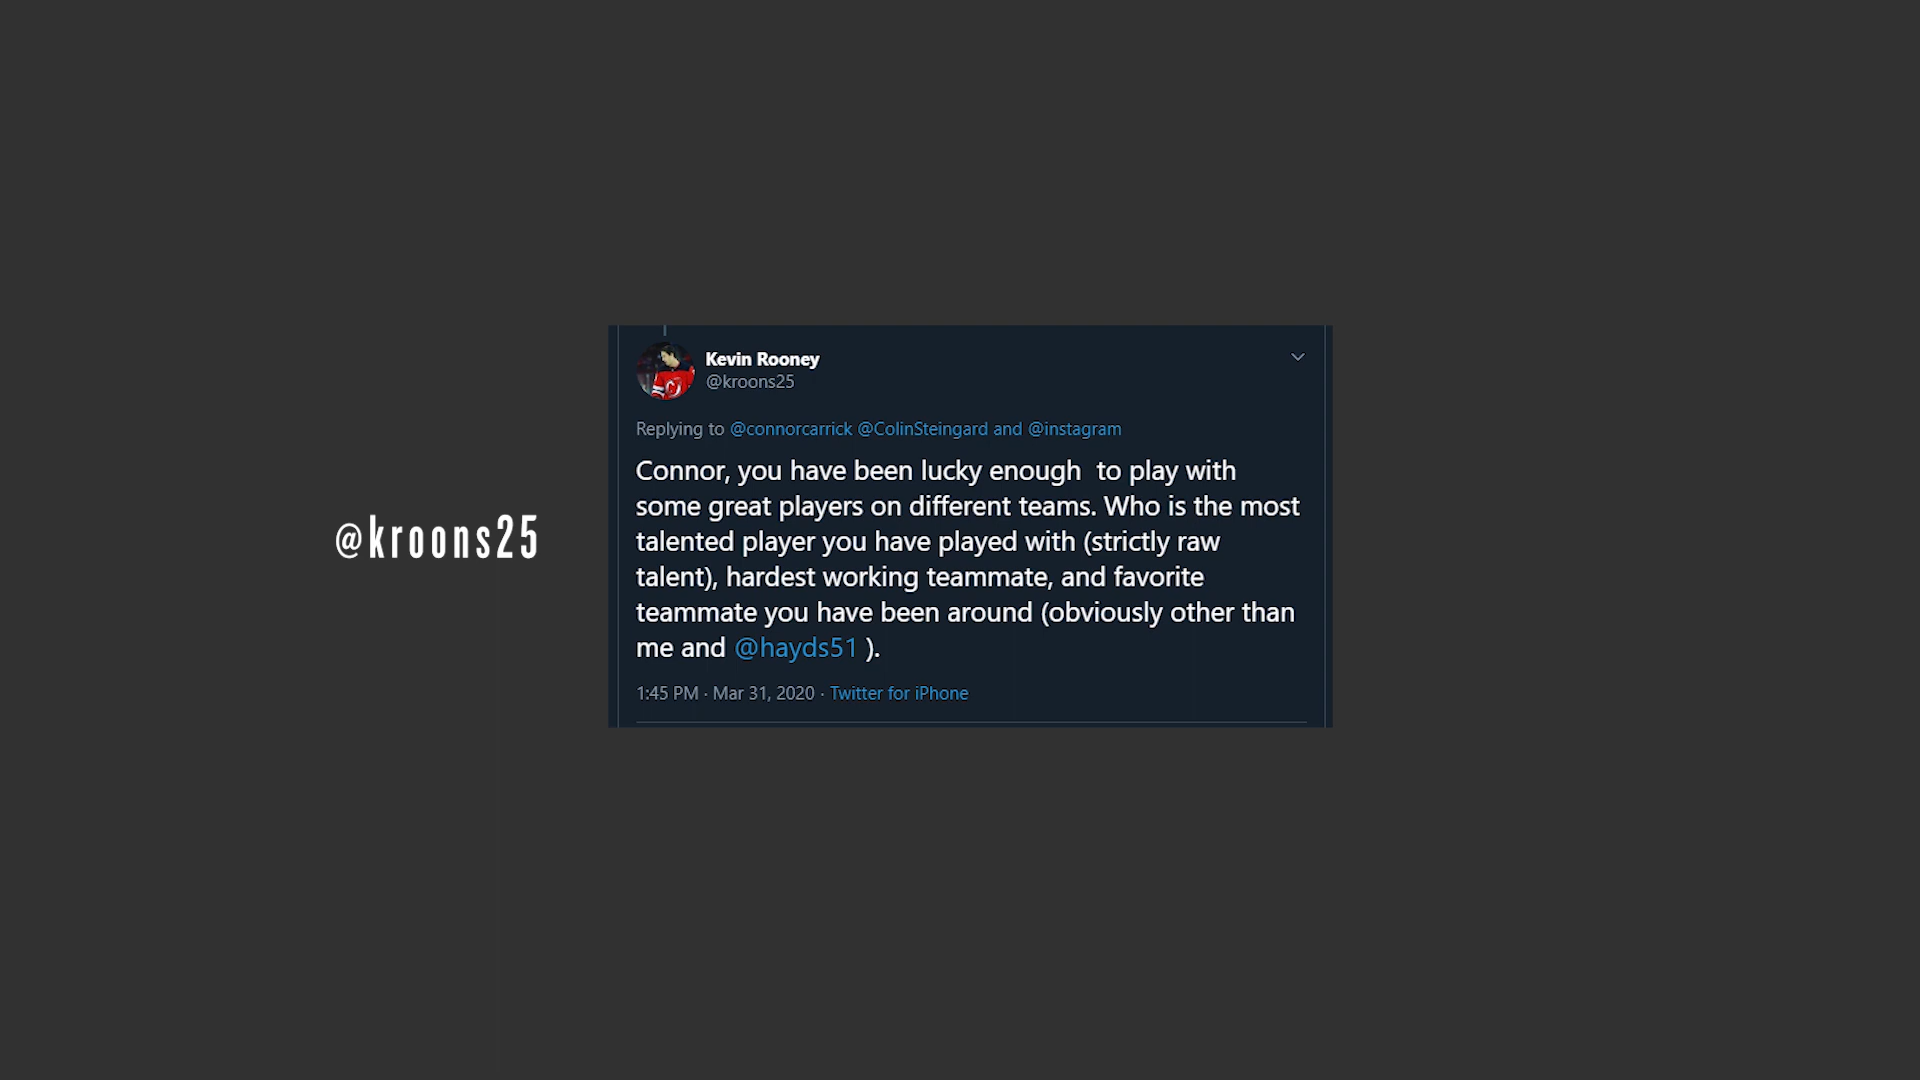 @kroons25
Kevin Rooney
@kroons25
Replying to @connorcarrick @ColinSteingard and @instagram
Connor, you have been lucky enough  to play with
some great players on different teams. Who is the most
talented player you have played with (strictly raw
talent), hardest working teammate, and favorite
teammate you have been around (obviously other than
me and @hayds51 ).
1:45 PM · Mar 31, 2020 · Twitter for iPhone